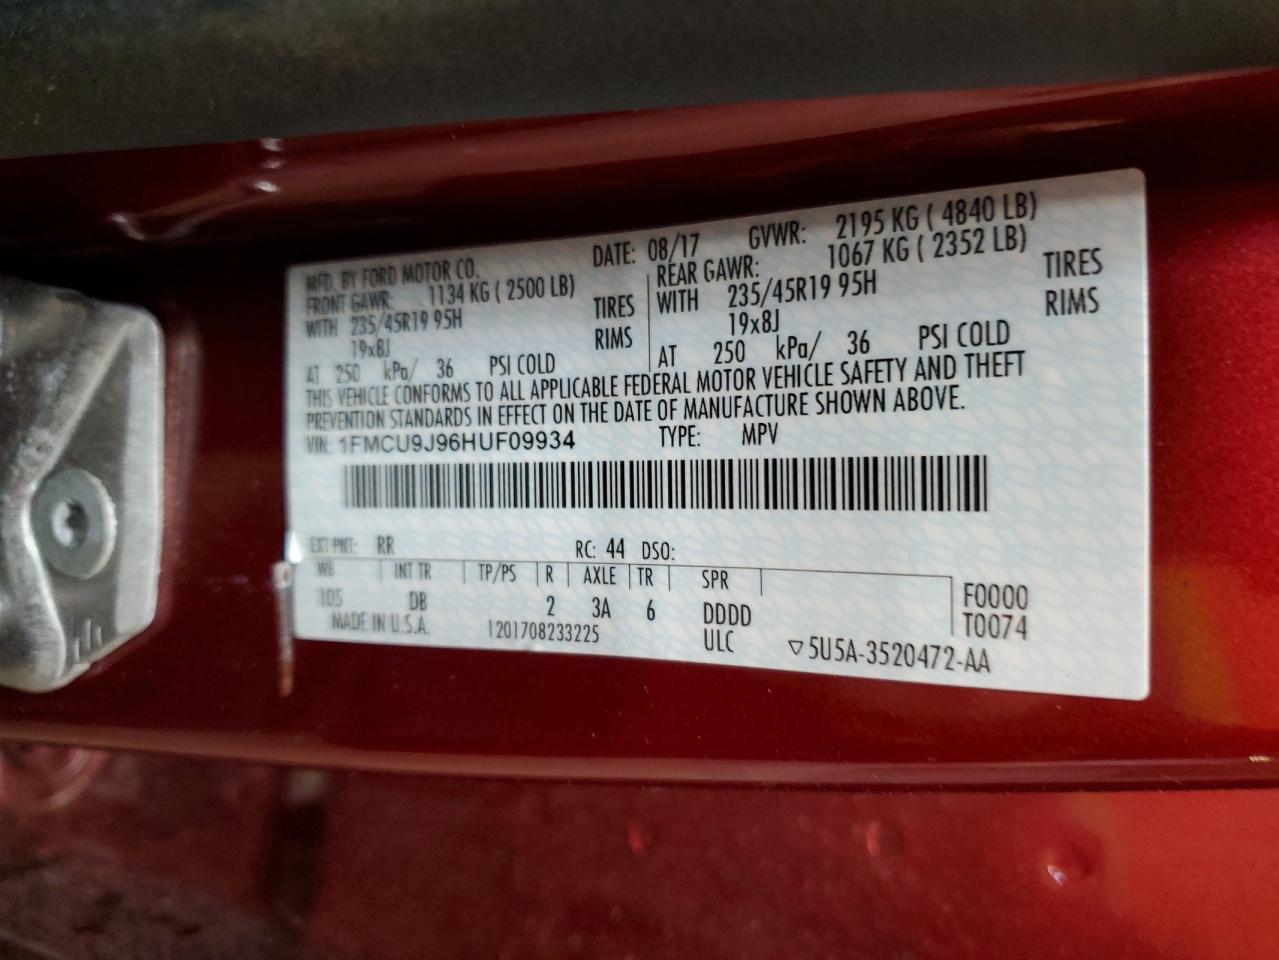 MFD. BY FORD MOTOR CO. DATE: 08/17 GVWR: 2195 KG ( 4840 LB)
FRONT GAWR: 1134 KG ( 2500 LB) REAR GAWR: 1067 KG ( 2352 LB)
WITH 235/45R19 95H TIRES WITH 235/45R19 95H TIRES
19x8J RIMS 19x8J RIMS
AT 250 kPa/ 36 PSI COLD AT 250 kPa/ 36 PSI COLD
THIS VEHICLE CONFORMS TO ALL APPLICABLE FEDERAL MOTOR VEHICLE SAFETY AND THEFT
PREVENTION STANDARDS IN EFFECT ON THE DATE OF MANUFACTURE SHOWN ABOVE.
VIN: 1FMCU9J96HUF09934 TYPE: MPV
EXT PNT: RR RC: 44 DSO:
WB INT TR TP/PS R AXLE TR SPR F0000
105 DB 2 3A 6 DDDD T0074
MADE IN U.S.A. 1201708233225 ULC ▽5U5A-3520472-AA